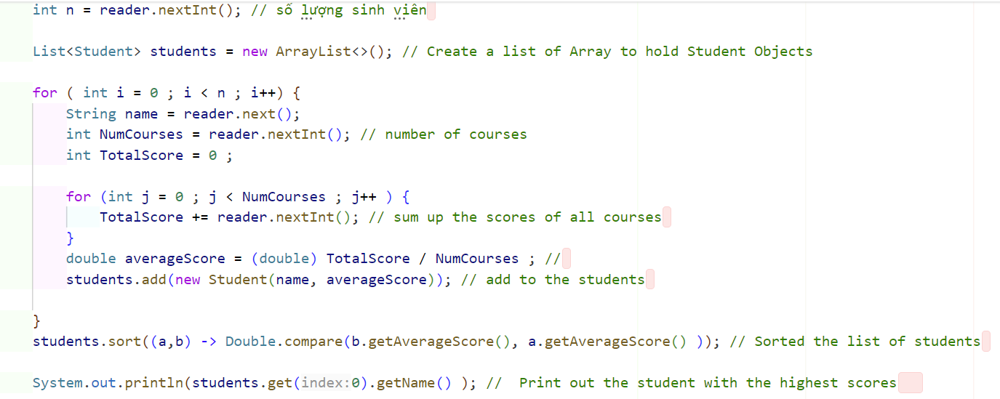 int n = reader.nextInt(); // số lượng sinh viên
List<Student> students = new ArrayList<>(); // Create a list of Array to hold Student Objects
for ( int i = 0 ; i < n ; i++) {
String name = reader.next();
int NumCourses = reader.nextInt(); // number of courses
int TotalScore = 0 ;
for (int j = 0 ; j < NumCourses ; j++ ) {
TotalScore += reader.nextInt(); // sum up the scores of all courses
}
double averageScore = (double) TotalScore / NumCourses ; //
students.add(new Student(name, averageScore)); // add to the students
}
students.sort((a,b) -> Double.compare(b.getAverageScore(), a.getAverageScore() )); // Sorted the list of students
System.out.println(students.get(index:0).getName() ); //  Print out the student with the highest scores